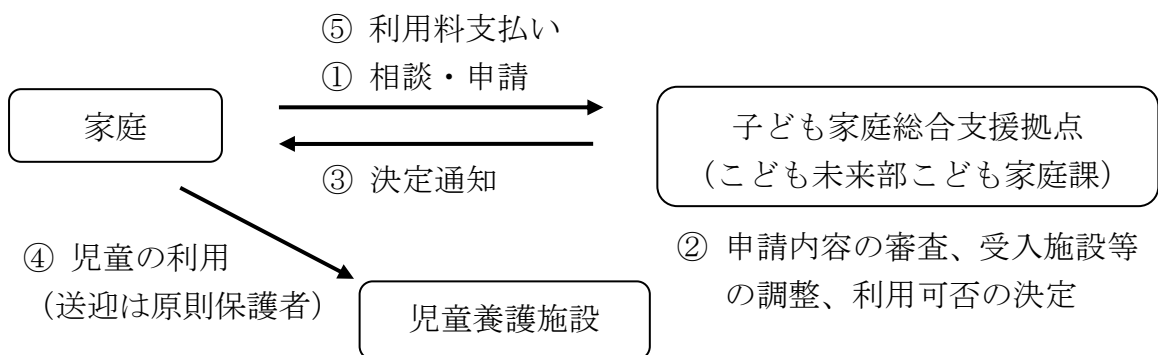 ⑤ 利用料支払い
① 相談・申請
家庭
子ども家庭総合支援拠点
（こども未来部こども家庭課）
③ 決定通知
② 申請内容の審査、受入施設等
の調整、利用可否の決定
④ 児童の利用
（送迎は原則保護者）
児童養護施設